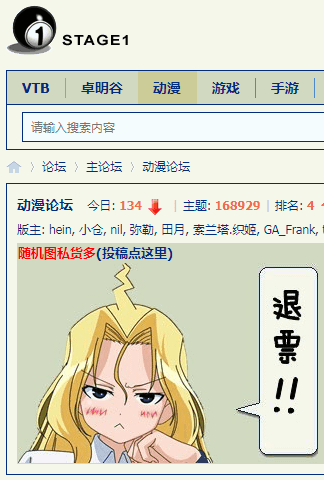 1 STAGE1
VTB 卓明谷 动漫 游戏 手游
请输入搜索内容
论坛 主论坛 动漫论坛
动漫论坛 今日: 134 | 主题: 168929 | 排名: 4
版主: hein, 小仓, nil, 弥勒, 田月, 索兰塔.织姬, GA_Frank,
随机图私货多(投稿点这里)
退票!!